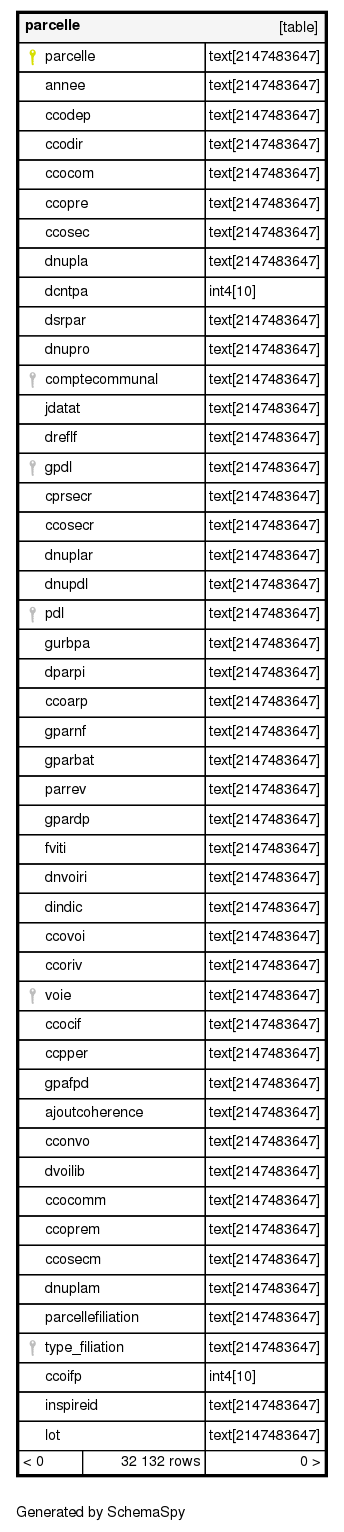 parcelle [table]
parcelle text[2147483647]
annee text[2147483647]
ccodep text[2147483647]
ccodir text[2147483647]
ccocom text[2147483647]
ccopre text[2147483647]
ccosec text[2147483647]
dnupla text[2147483647]
dcntpa int4[10]
dsrpar text[2147483647]
dnupro text[2147483647]
comptecommunal text[2147483647]
jdatat text[2147483647]
dreflf text[2147483647]
gpdl text[2147483647]
cprsecr text[2147483647]
ccosecr text[2147483647]
dnuplar text[2147483647]
dnupdl text[2147483647]
pdl text[2147483647]
gurbpa text[2147483647]
dparpi text[2147483647]
ccoarp text[2147483647]
gparnf text[2147483647]
gparbat text[2147483647]
parrev text[2147483647]
gpardp text[2147483647]
fviti text[2147483647]
dnvoiri text[2147483647]
dindic text[2147483647]
ccovoi text[2147483647]
ccoriv text[2147483647]
voie text[2147483647]
ccocif text[2147483647]
ccpper text[2147483647]
gpafpd text[2147483647]
ajoutcoherence text[2147483647]
cconvo text[2147483647]
dvoilib text[2147483647]
ccocomm text[2147483647]
ccoprem text[2147483647]
ccosecm text[2147483647]
dnuplam text[2147483647]
parcellefiliation text[2147483647]
type_filiation text[2147483647]
ccoifp int4[10]
inspireid text[2147483647]
lot text[2147483647]
< 0 32 132 rows 0 >
Generated by SchemaSpy